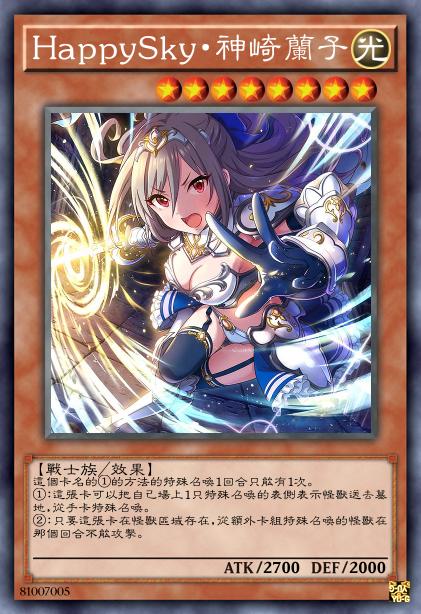 HappySky・神崎蘭子 光
【戰士族／效果】
這個卡名的①的方法的特殊召喚1回合只能有1次。
①:這張卡可以把自己場上1只特殊召喚的表側表示怪獸送去墓
地,從手卡特殊召喚。
②:只要這張卡在怪獸區域存在,從額外卡組特殊召喚的怪獸在
那個回合不能攻擊。
ATK/2700 DEF/2000
81007005